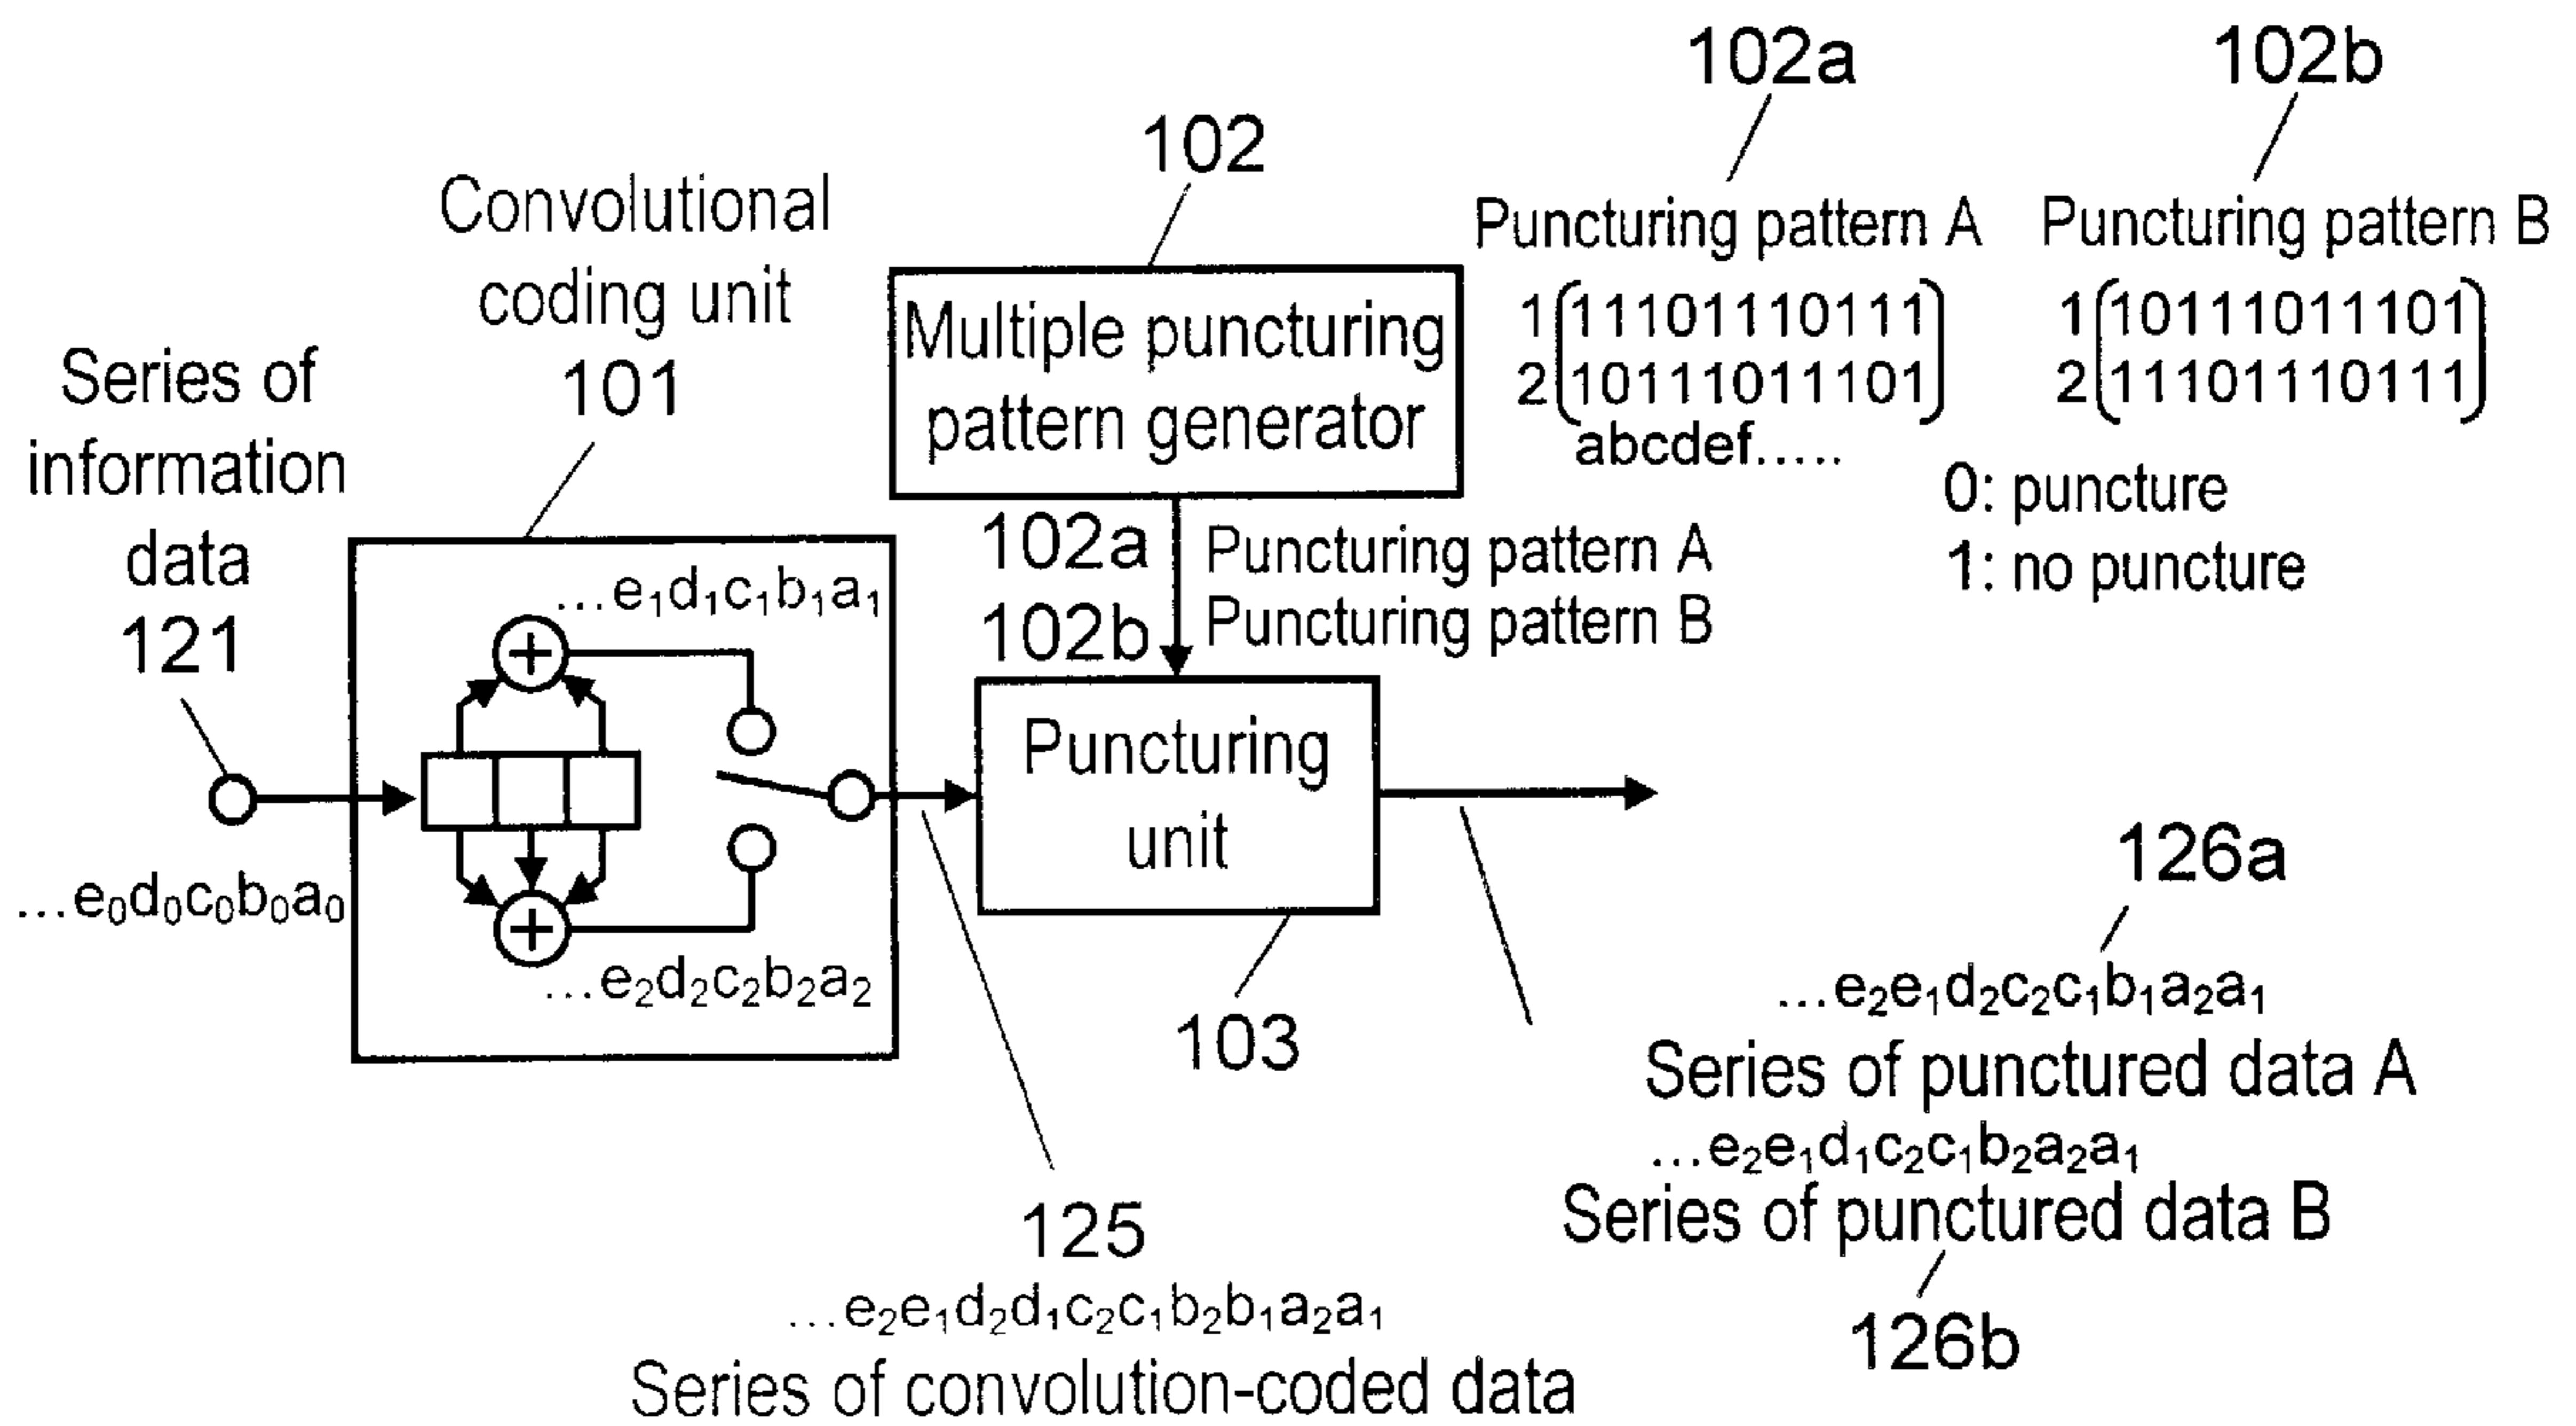 102a
102b
102
Convolutional
coding unit
101
Puncturing pattern A
1(11101110111)
2(10111011101)
abcdef.....
Puncturing pattern B
1(10111011101)
2(11101110111)
0: puncture
1: no puncture
Multiple puncturing
pattern generator
Series of
information
data
121
102a Puncturing pattern A
102b Puncturing pattern B
...e₁d₁c₁b₁a₁
...e₀d₀c₀b₀a₀
...e₂d₂c₂b₂a₂
Puncturing
unit
103
126a
...e₂e₁d₂c₂c₁b₁a₂a₁
Series of punctured data A
...e₂e₁d₁c₂c₁b₂a₂a₁
Series of punctured data B
126b
125
...e₂e₁d₂d₁c₂c₁b₂b₁a₂a₁
Series of convolution-coded data